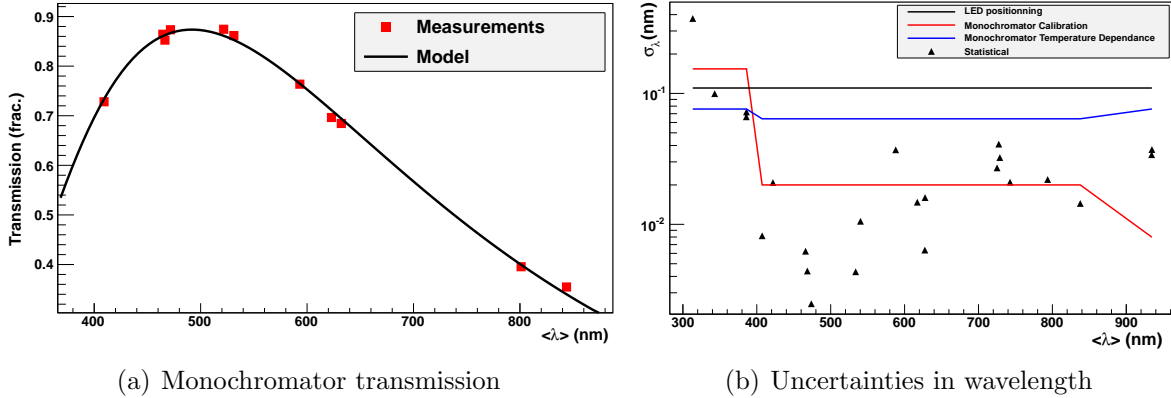 Transmission (frac.)
0.9
0.8
0.7
0.6
0.5
0.4
Measurements
Model
400 500 600 700 800
<λ> (nm)
(a) Monochromator transmission
σλ(nm)
10⁻¹
10⁻²
LED positionning
Monochromator Calibration
Monochromator Temperature Dependance
Statistical
300 400 500 600 700 800 900
<λ> (nm)
(b) Uncertainties in wavelength